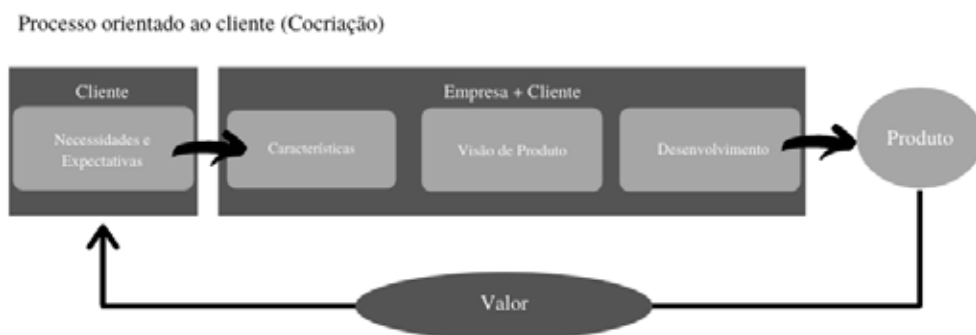 Processo orientado ao cliente (Cocriação)
Cliente
Necessidades e
Expectativas
Empresa + Cliente
Características
Visão de Produto
Desenvolvimento
Produto
Valor